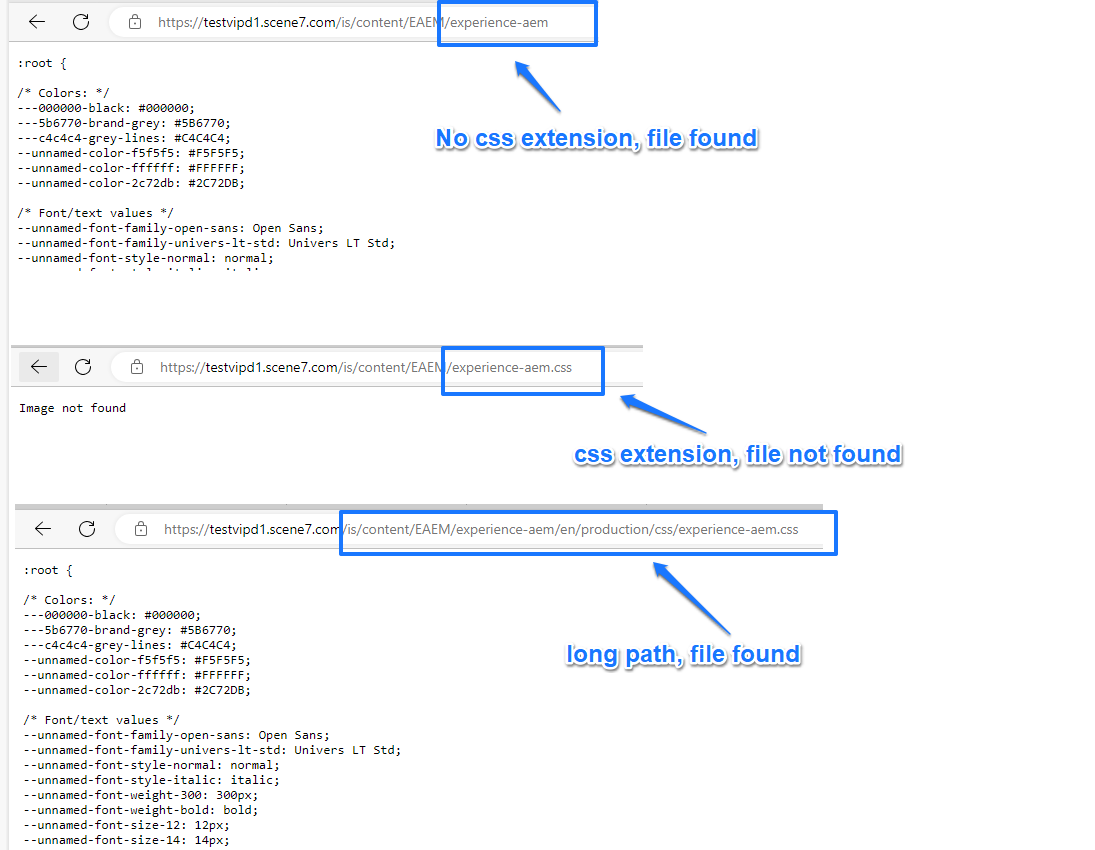 https://testvipd1.scene7.com/is/content/EAEM/experience-aem
:root {
/* Colors: */
---000000-black: #000000;
---5b6770-brand-grey: #5B6770;
---c4c4c4-grey-lines: #C4C4C4;
--unnamed-color-f5f5f5: #F5F5F5;
--unnamed-color-ffffff: #FFFFFF;
--unnamed-color-2c72db: #2C72DB;
No css extension, file found
/* Font/text values */
--unnamed-font-family-open-sans: Open Sans;
--unnamed-font-family-univers-lt-std: Univers LT Std;
--unnamed-font-style-normal: normal;
https://testvipd1.scene7.com/is/content/EAEM/experience-aem.css
Image not found
css extension, file not found
https://testvipd1.scene7.com/is/content/EAEM/experience-aem/en/production/css/experience-aem.css
:root {
/* Colors: */
---000000-black: #000000;
---5b6770-brand-grey: #5B6770;
---c4c4c4-grey-lines: #C4C4C4;
--unnamed-color-f5f5f5: #F5F5F5;
--unnamed-color-ffffff: #FFFFFF;
--unnamed-color-2c72db: #2C72DB;
long path, file found
/* Font/text values */
--unnamed-font-family-open-sans: Open Sans;
--unnamed-font-family-univers-lt-std: Univers LT Std;
--unnamed-font-style-normal: normal;
--unnamed-font-style-italic: italic;
--unnamed-font-weight-300: 300px;
--unnamed-font-weight-bold: bold;
--unnamed-font-size-12: 12px;
--unnamed-font-size-14: 14px;